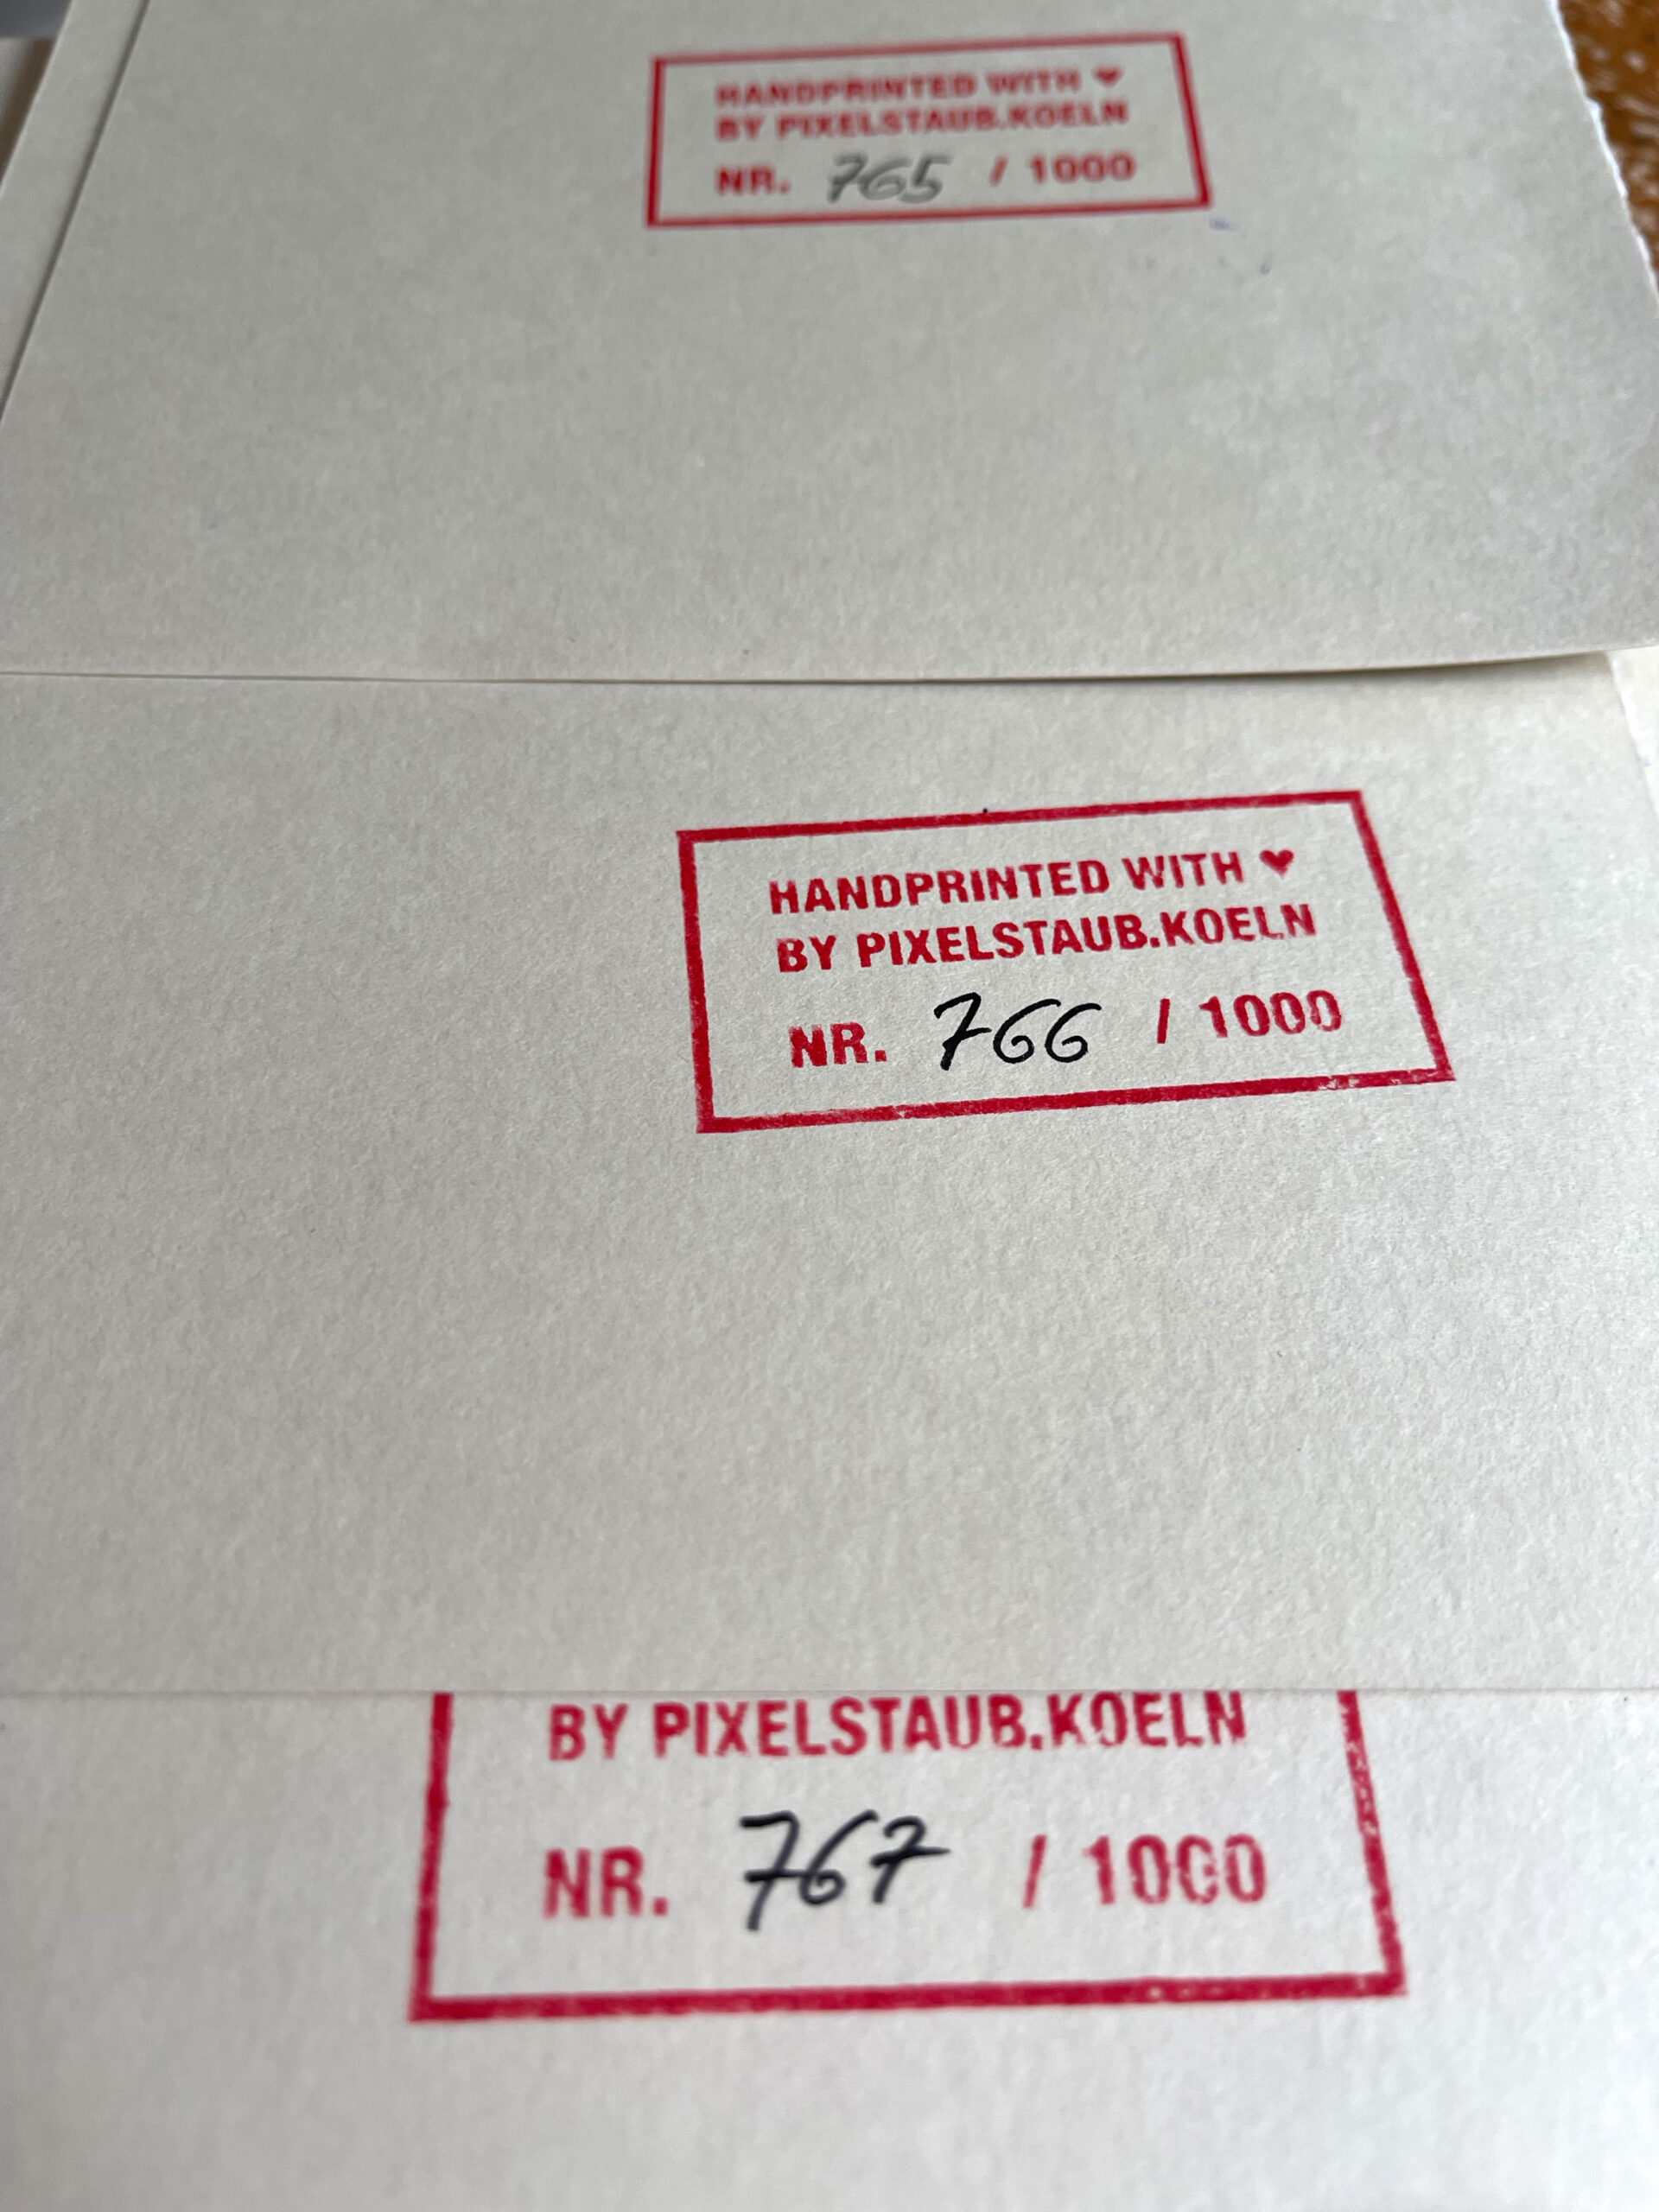 HANDPRINTED WITH ♥
BY PIXELSTAUB.KOELN
NR. 765 / 1000
HANDPRINTED WITH ♥
BY PIXELSTAUB.KOELN
NR. 766 / 1000
BY PIXELSTAUB.KOELN
NR. 767 / 1000